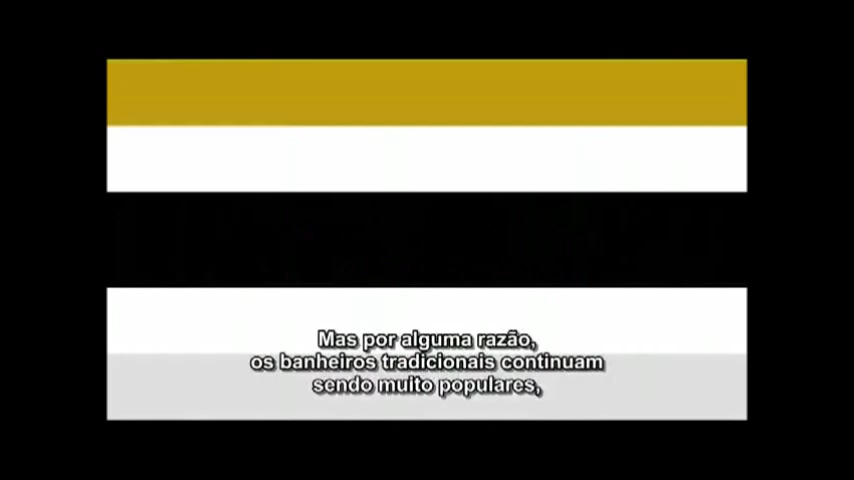 Mas por alguma razão,
os banheiros tradicionais continuam
sendo muito populares,